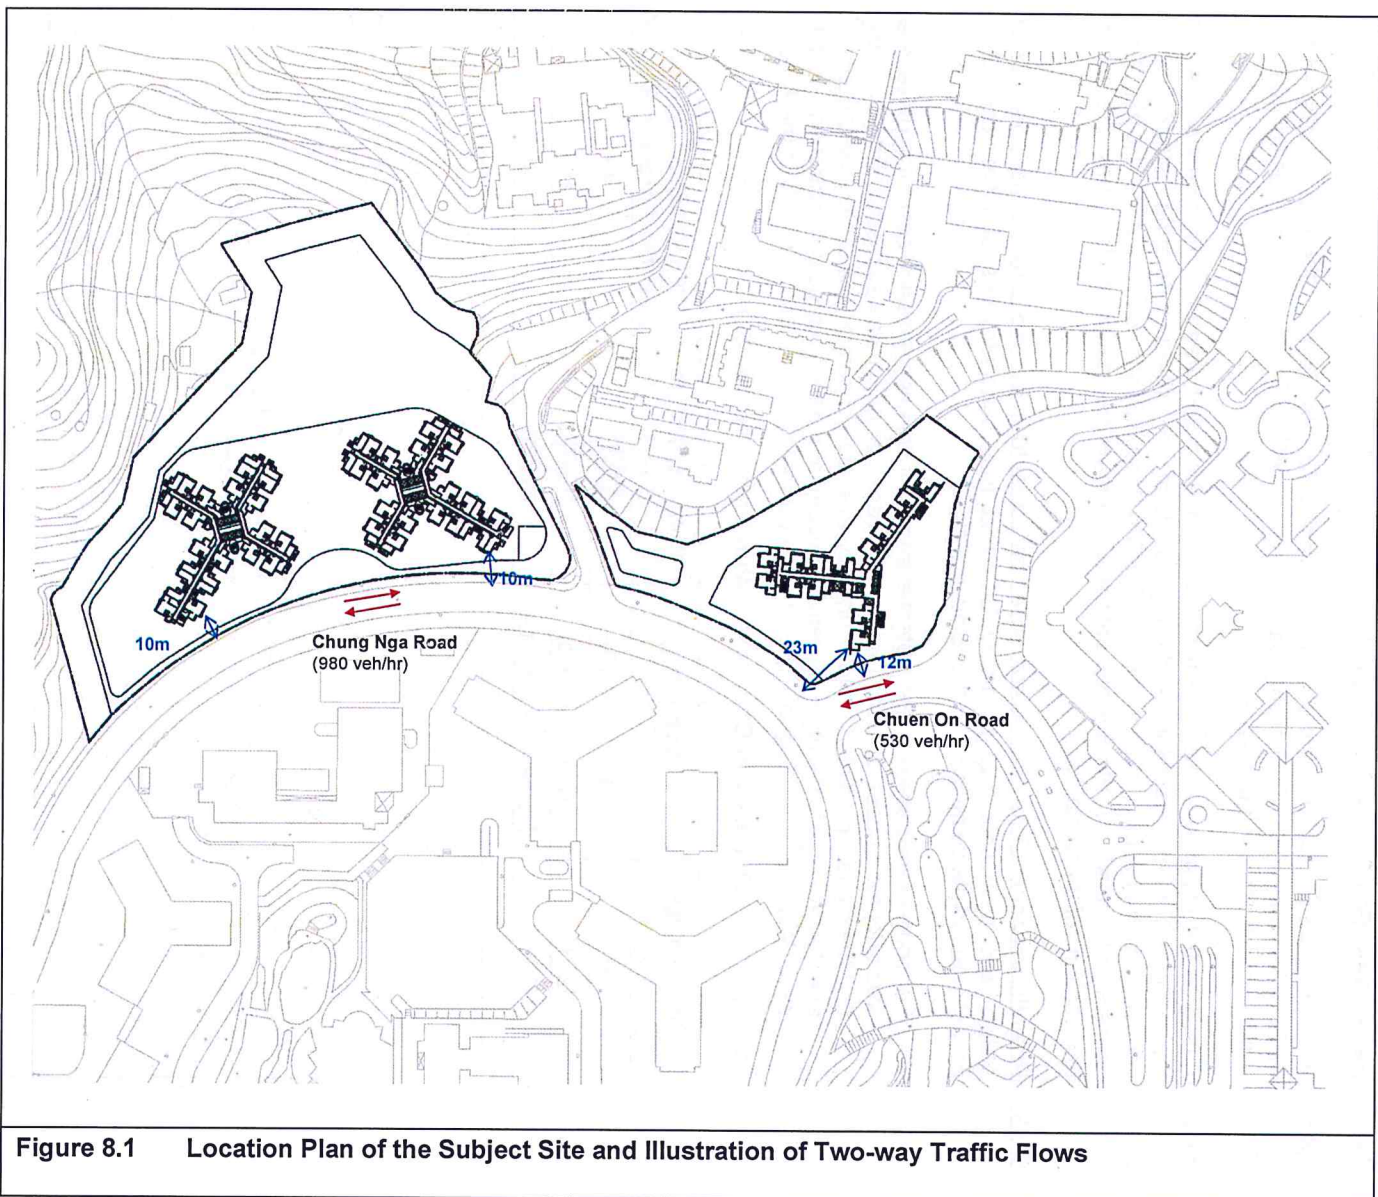 10m
10m
Chung Nga Road
(980 veh/hr)
23m
12m
Chuen On Road
(530 veh/hr)
Figure 8.1 Location Plan of the Subject Site and Illustration of Two-way Traffic Flows